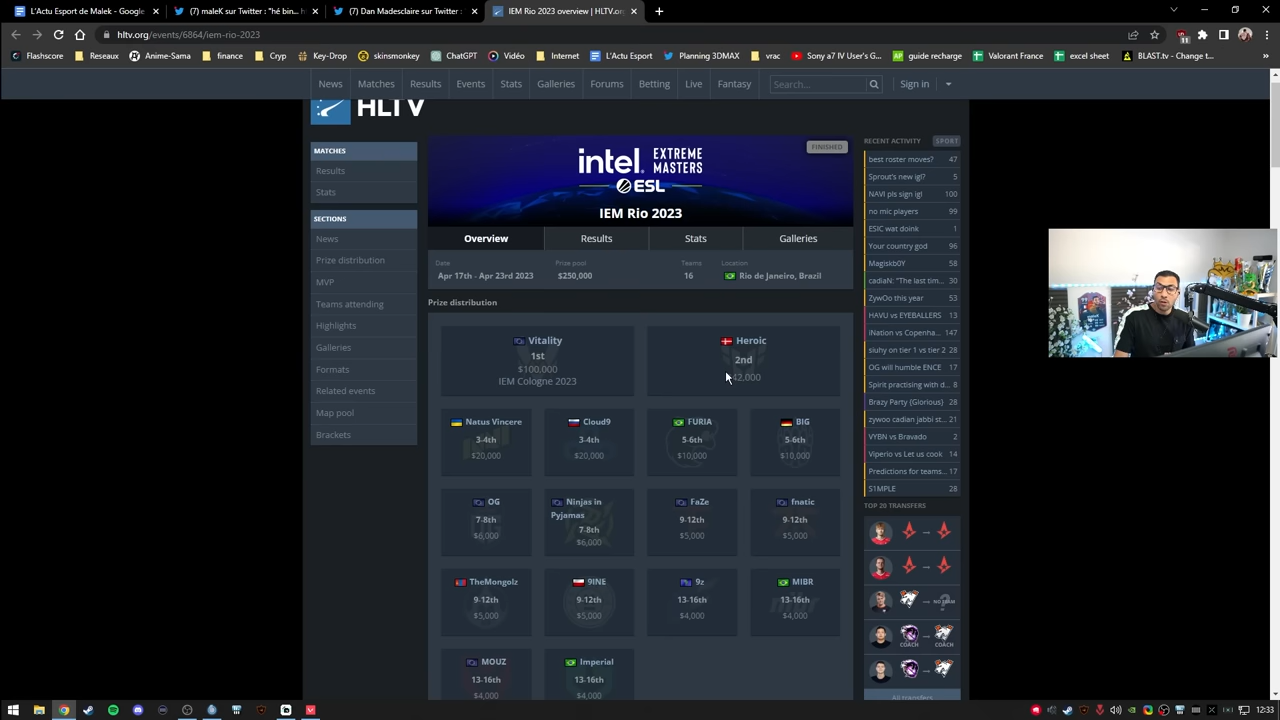 L'Actu Esport de Malek - Google
(7) maleK sur Twitter : "hé bin... h
(7) Dan Madesclaire sur Twitter :
IEM Rio 2023 overview | HLTV.org
hltv.org/events/6864/iem-rio-2023
Flashscore
Reseaux
Anime-Sama
finance
Key-Drop
skinsmonkey
ChatGPT
Vidéo
Internet
L'Actu Esport
Planning 3DMAX
vrac
Sony a7 IV User's G...
guide recharge
Valorant France
excel sheet
BLAST.tv — Change t...
News
Matches
Results
Events
Stats
Galleries
Forums
Betting
Live
Fantasy
Search...
Sign in
HLTV
MATCHES
Results
Stats
SECTIONS
News
Prize distribution
MVP
Teams attending
Highlights
Galleries
Formats
Related events
Map pool
Brackets
FINISHED
intel. EXTREME MASTERS
ESL
IEM Rio 2023
Overview
Results
Stats
Galleries
Date
Prize pool
Teams
Location
Apr 17th - Apr 23rd 2023
$250,000
16
Rio de Janeiro, Brazil
Prize distribution
Vitality
1st
$100,000
IEM Cologne 2023
Heroic
2nd
42,000
Natus Vincere
3-4th
$20,000
Cloud9
3-4th
$20,000
FURIA
5-6th
$10,000
BIG
5-6th
$10,000
OG
7-8th
$6,000
Ninjas in
Pyjamas
7-8th
$6,000
FaZe
9-12th
$5,000
fnatic
9-12th
$5,000
TheMongolz
9-12th
$5,000
9INE
9-12th
$5,000
9z
13-16th
$4,000
MIBR
13-16th
$4,000
MOUZ
13-16th
$4,000
Imperial
13-16th
$4,000
RECENT ACTIVITY
SPORT
best roster moves? 47
Sprout's new igl? 5
NAVI pls sign igl 100
no mic players 99
ESIC wat doink 1
Your country god 96
Magiskb0Y 58
cadiaN: "The last tim... 30
ZywOo this year 53
HAVU vs EYEBALLERS 13
INation vs Copenha... 147
siuhy on tier 1 vs tier 2 28
OG will humble ENCE 17
Spirit practising with d... 8
Brazy Party (Glorious) 28
zywoo cadian jabbi st... 21
VYBN vs Bravado 2
Viperio vs Let us cook 14
Predictions for teams... 17
S1MPLE 28
TOP 20 TRANSFERS
NO TEAM
COACH
COACH
All transfers
12:33